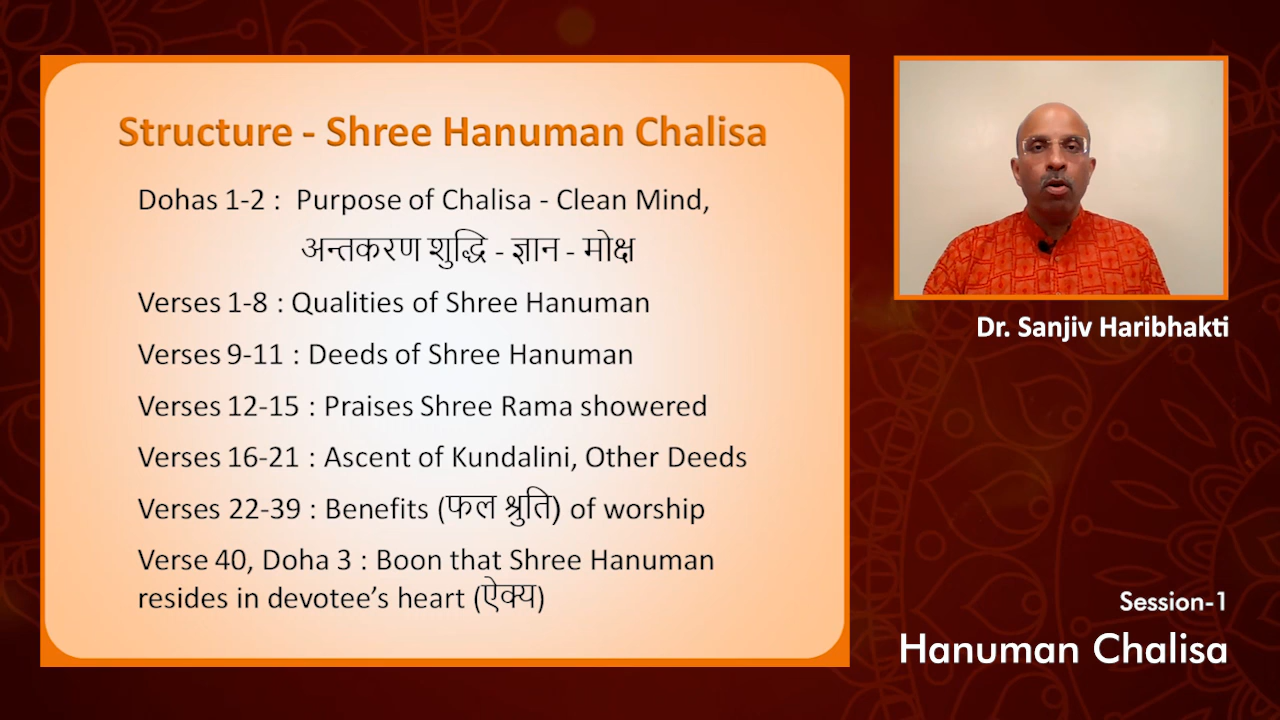 Structure - Shree Hanuman Chalisa
Dohas 1-2 : Purpose of Chalisa - Clean Mind,
अन्तकरण शुद्धि - ज्ञान - मोक्ष
Verses 1-8 : Qualities of Shree Hanuman
Verses 9-11 : Deeds of Shree Hanuman
Verses 12-15 : Praises Shree Rama showered
Verses 16-21 : Ascent of Kundalini, Other Deeds
Verses 22-39 : Benefits (फल श्रुति) of worship
Verse 40, Doha 3 : Boon that Shree Hanuman
resides in devotee’s heart (ऐक्य)
Dr. Sanjiv Haribhakti
Session-1
Hanuman Chalisa